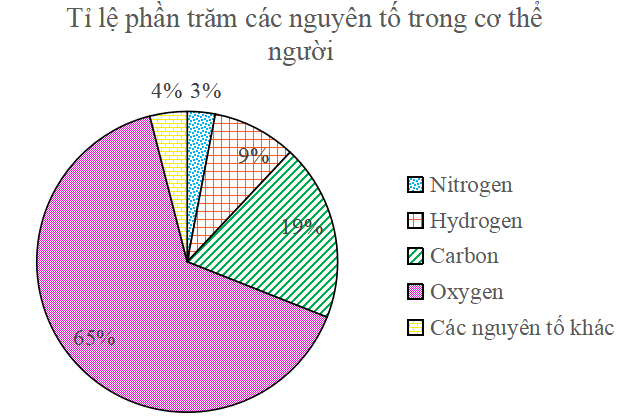 Tỉ lệ phần trăm các nguyên tố trong cơ thể
người
4% 3%
9%
19%
65%
Nitrogen
Hydrogen
Carbon
Oxygen
Các nguyên tố khác